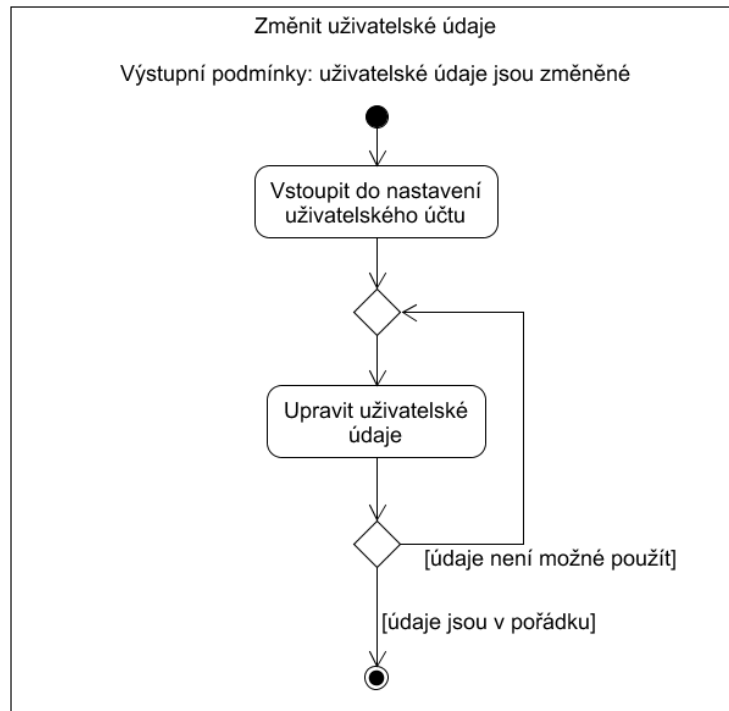 Změnit uživatelské údaje
Výstupní podmínky: uživatelské údaje jsou změněné
Vstoupit do nastavení
uživatelského účtu
Upravit uživatelské
údaje
[údaje není možné použít]
[údaje jsou v pořádku]